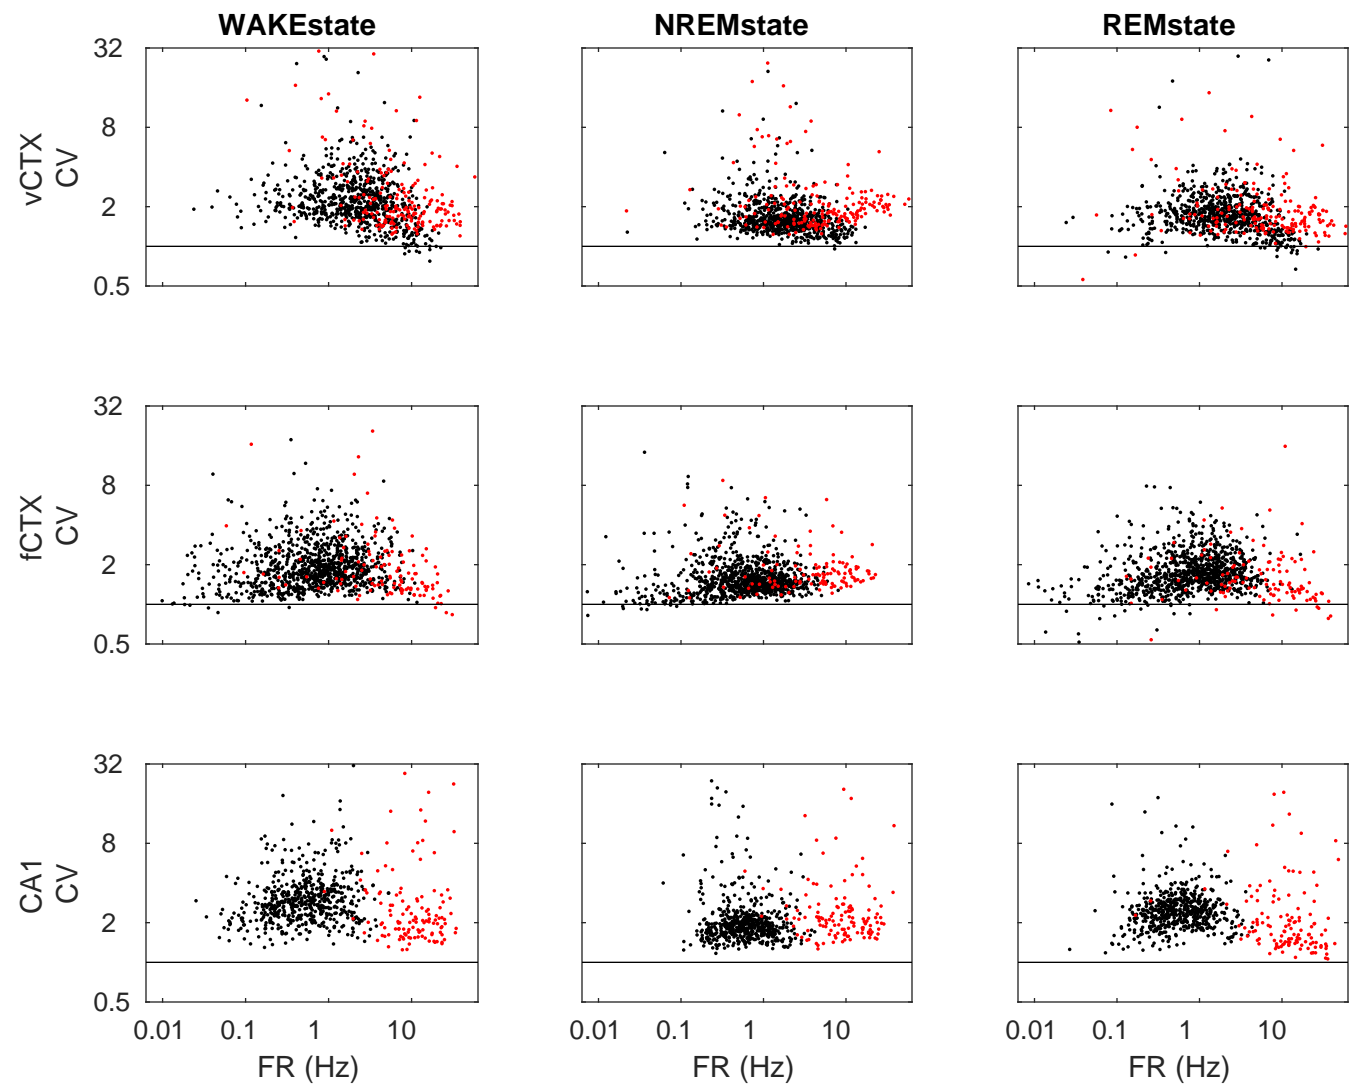 WAKEstate NREMstate REMstate
32
8
2
0.5
vCTX
CV
32
8
2
0.5
fCTX
CV
32
8
2
0.5
CA1
CV
0.01 0.1 1 10 0.01 0.1 1 10 0.01 0.1 1 10
FR (Hz) FR (Hz) FR (Hz)